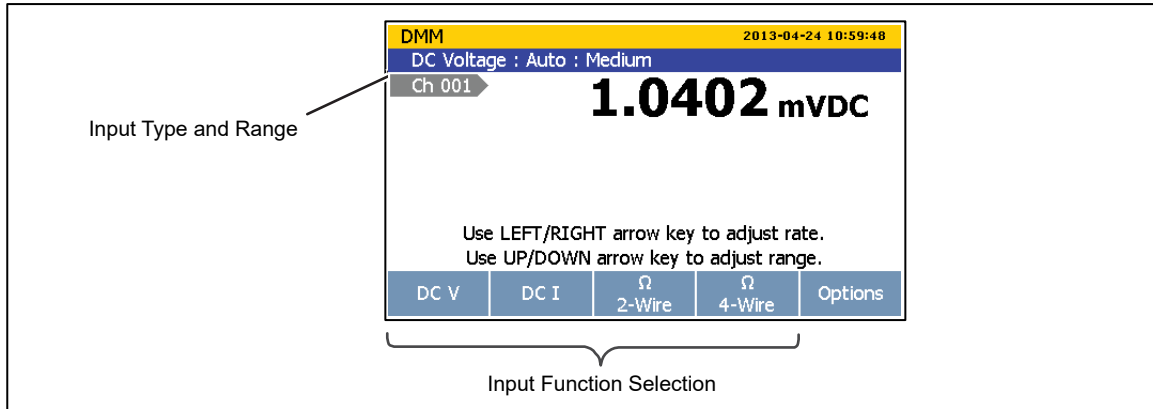 DMM 2013-04-24 10:59:48
DC Voltage : Auto : Medium
Ch 001
1.0402 mVDC
Input Type and Range
Use LEFT/RIGHT arrow key to adjust rate.
Use UP/DOWN arrow key to adjust range.
DC V
DC I
Ω
2-Wire
Ω
4-Wire
Options
Input Function Selection